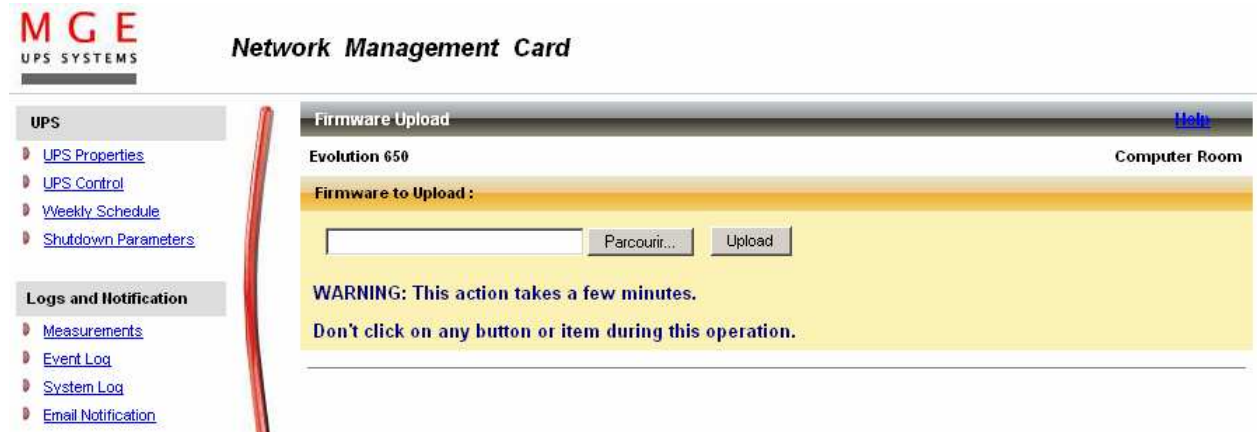 MGE
UPS SYSTEMS
Network Management Card
UPS
UPS Properties
UPS Control
Weekly Schedule
Shutdown Parameters
Logs and Notification
Measurements
Event Log
System Log
Email Notification
Firmware Upload Help
Evolution 650 Computer Room
Firmware to Upload :
Parcourir... Upload
WARNING: This action takes a few minutes.
Don't click on any button or item during this operation.